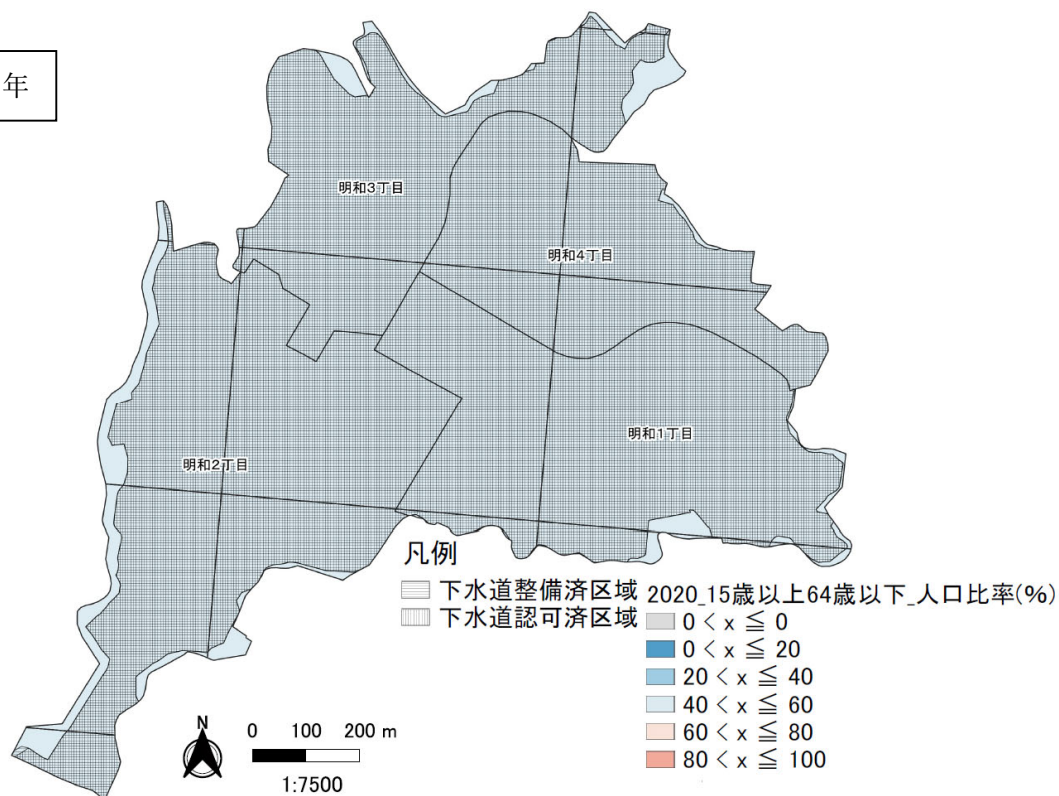 年
明和3丁目
明和4丁目
明和1丁目
明和2丁目
凡例
下水道整備済区域
下水道認可済区域
2020_15歳以上64歳以下_人口比率(%)
0 < x ≦ 0
0 < x ≦ 20
20 < x ≦ 40
40 < x ≦ 60
60 < x ≦ 80
80 < x ≦ 100
N
0 100 200 m
1:7500